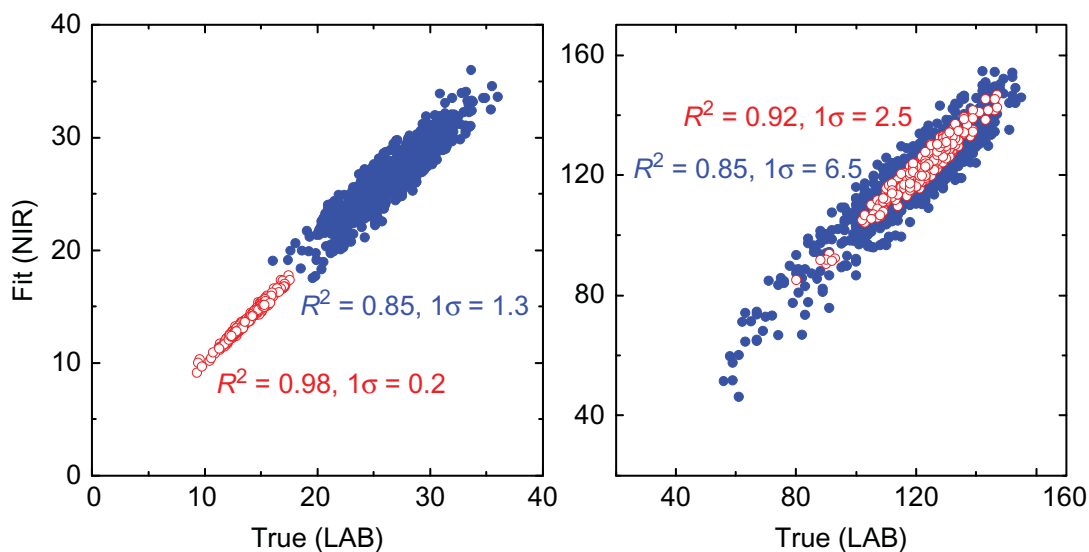 40
30
20
10
0
Fit (NIR)
R² = 0.85, 1σ = 1.3
R² = 0.98, 1σ = 0.2
0 10 20 30 40
True (LAB)
160
120
80
40
R² = 0.92, 1σ = 2.5
R² = 0.85, 1σ = 6.5
40 80 120 160
True (LAB)